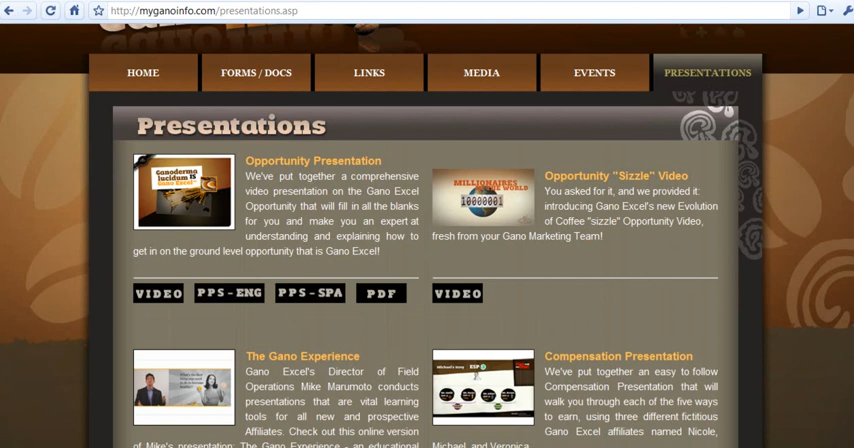 http://myganoinfo.com/presentations.asp
HOME
FORMS / DOCS
LINKS
MEDIA
EVENTS
PRESENTATIONS
Presentations
Ganoderma
lucidum IS
Gano Excel
Opportunity Presentation
We've put together a comprehensive
video presentation on the Gano Excel
Opportunity that will fill in all the blanks
for you and make you an expert at
understanding and explaining how to
get in on the ground level opportunity that is Gano Excel!
VIDEO
PPS-ENG
PPS-SPA
PDF
MILLIONAIRES
IN THE WORLD
10000001
Opportunity "Sizzle" Video
You asked for it, and we provided it:
introducing Gano Excel's new Evolution
of Coffee "sizzle" Opportunity Video,
fresh from your Gano Marketing Team!
VIDEO
The Gano Experience
Gano Excel's Director of Field
Operations Mike Marumoto conducts
presentations that are vital learning
tools for all new and prospective
Affiliates. Check out this online version
of Mike's presentation: The Gano Experience - an educational
Michael's team
ESP
Compensation Presentation
We've put together an easy to follow
Compensation Presentation that will
walk you through each of the five ways
to earn, using three different fictitious
Gano Excel affiliates named Nicole,
Michael, and Veronica.